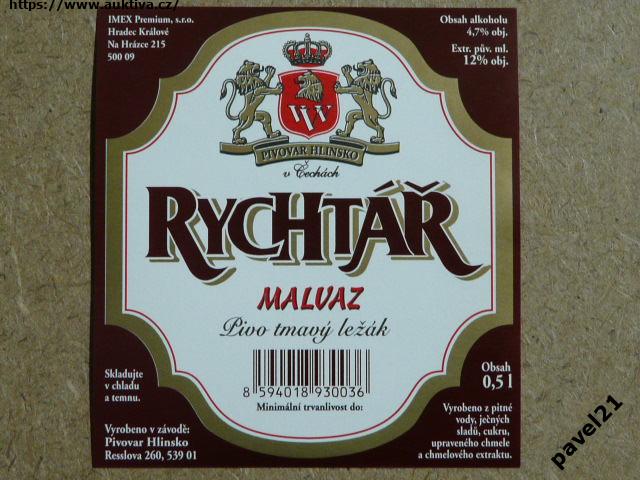 https://www.auktiva.cz/
IMEX Premium, s.r.o.
Hradec Králové
Na Hrázce 215
500 09
Obsah alkoholu
4,7% obj.
Extr. pův. ml.
12% obj.
PIVOVAR HLINSKO
v Čechách
RYCHTÁŘ
MALVAZ
Pivo tmavý ležák
8 594018 930036
Minimální trvanlivost do:
Skladujte
v chladu
a temnu.
Vyrobeno v závodě:
Pivovar Hlinsko
Resslova 260, 539 01
Obsah
0,5 l
Vyrobeno z pitné
vody, ječných
sladů, cukru,
upraveného chmele
a chmelového extraktu.
pavel21